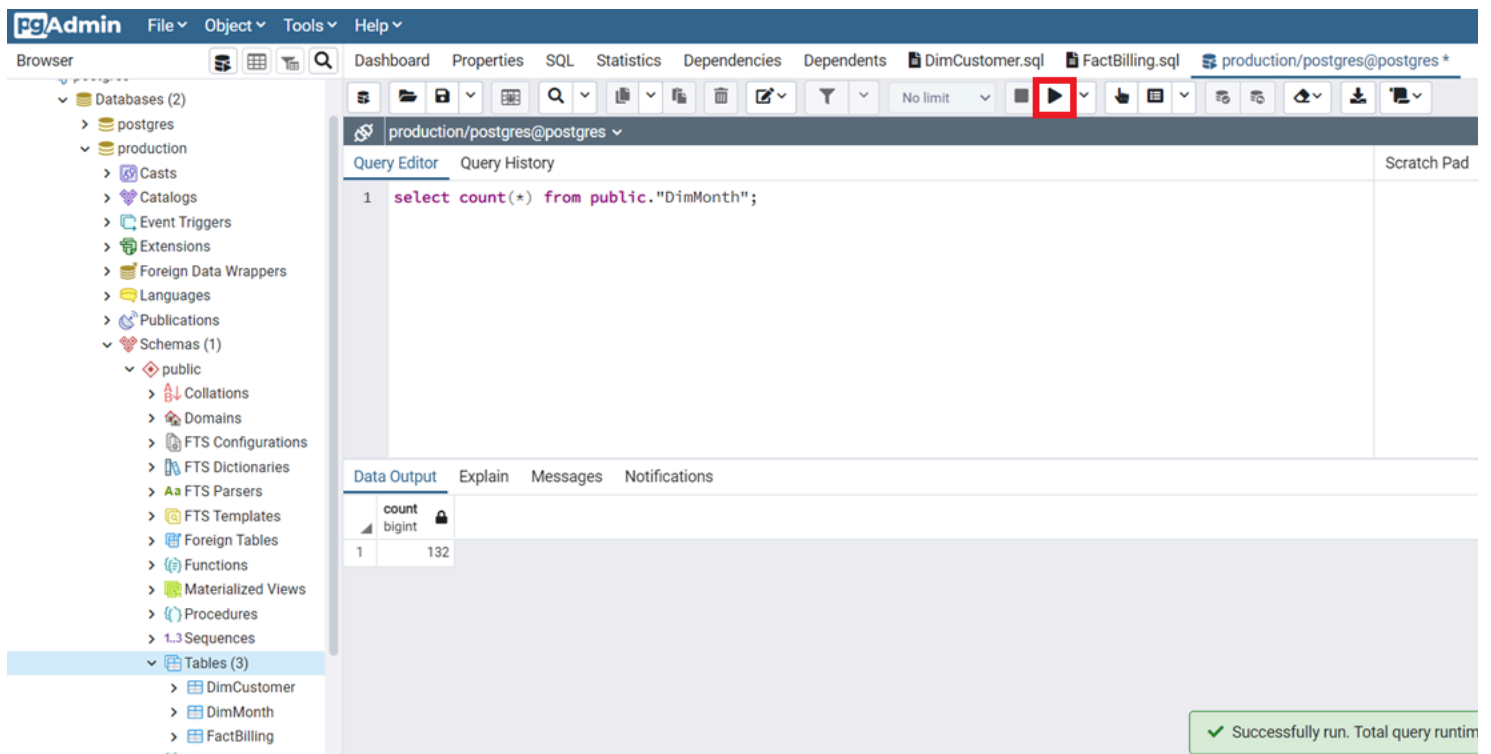 pgAdmin File Object Tools Help
Browser
Dashboard Properties SQL Statistics Dependencies Dependents DimCustomer.sql FactBilling.sql production/postgres@postgres *
Databases (2)
postgres
production
Casts
Catalogs
Event Triggers
Extensions
Foreign Data Wrappers
Languages
Publications
Schemas (1)
public
Collations
Domains
FTS Configurations
FTS Dictionaries
Aa FTS Parsers
FTS Templates
Foreign Tables
Functions
Materialized Views
Procedures
1..3 Sequences
Tables (3)
DimCustomer
DimMonth
FactBilling
No limit
production/postgres@postgres
Query Editor Query History
Scratch Pad
1 select count(*) from public."DimMonth";
Data Output Explain Messages Notifications
count
bigint
1 132
Successfully run. Total query runtim